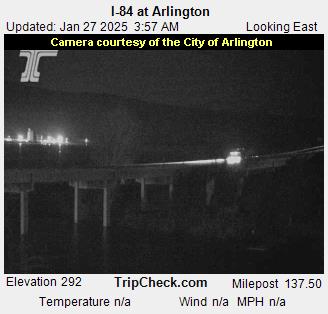 I-84 at Arlington
Updated: Jan 27 2025 3:57 AM Looking East
Camera courtesy of the City of Arlington
Elevation 292 TripCheck.com Milepost 137.50
Temperature n/a Wind n/a MPH n/a